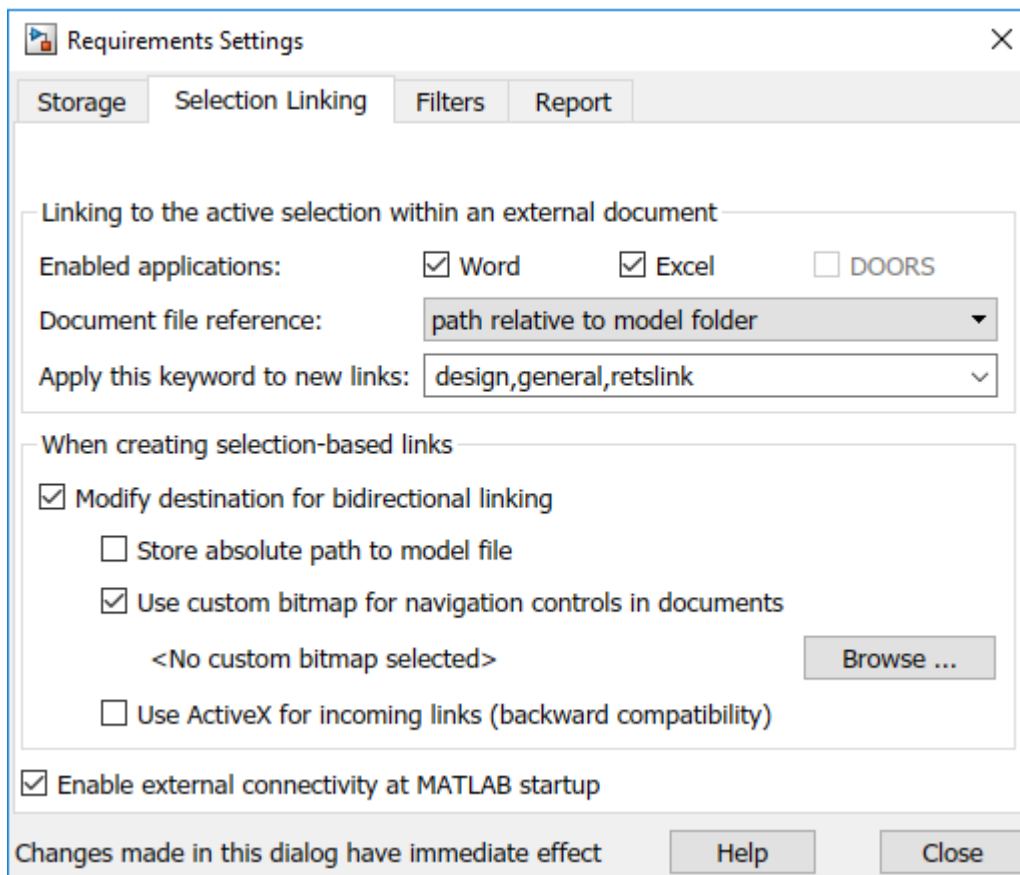 Requirements Settings
Storage Selection Linking Filters Report
Linking to the active selection within an external document
Enabled applications: Word Excel DOORS
Document file reference: path relative to model folder
Apply this keyword to new links: design,general,retslink
When creating selection-based links
Modify destination for bidirectional linking
Store absolute path to model file
Use custom bitmap for navigation controls in documents
<No custom bitmap selected> Browse ...
Use ActiveX for incoming links (backward compatibility)
Enable external connectivity at MATLAB startup
Changes made in this dialog have immediate effect Help Close